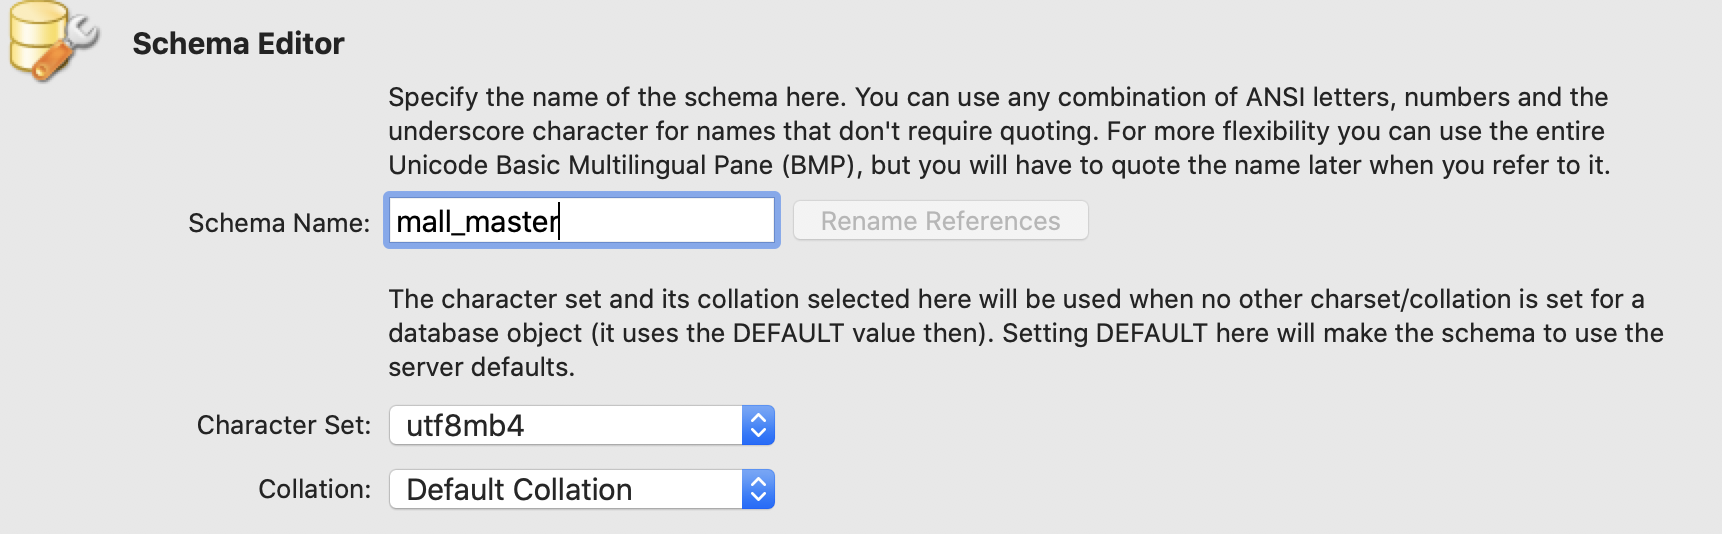 Schema Editor
Specify the name of the schema here. You can use any combination of ANSI letters, numbers and the
underscore character for names that don't require quoting. For more flexibility you can use the entire
Unicode Basic Multilingual Pane (BMP), but you will have to quote the name later when you refer to it.
Schema Name: mall_master Rename References
The character set and its collation selected here will be used when no other charset/collation is set for a
database object (it uses the DEFAULT value then). Setting DEFAULT here will make the schema to use the
server defaults.
Character Set: utf8mb4
Collation: Default Collation